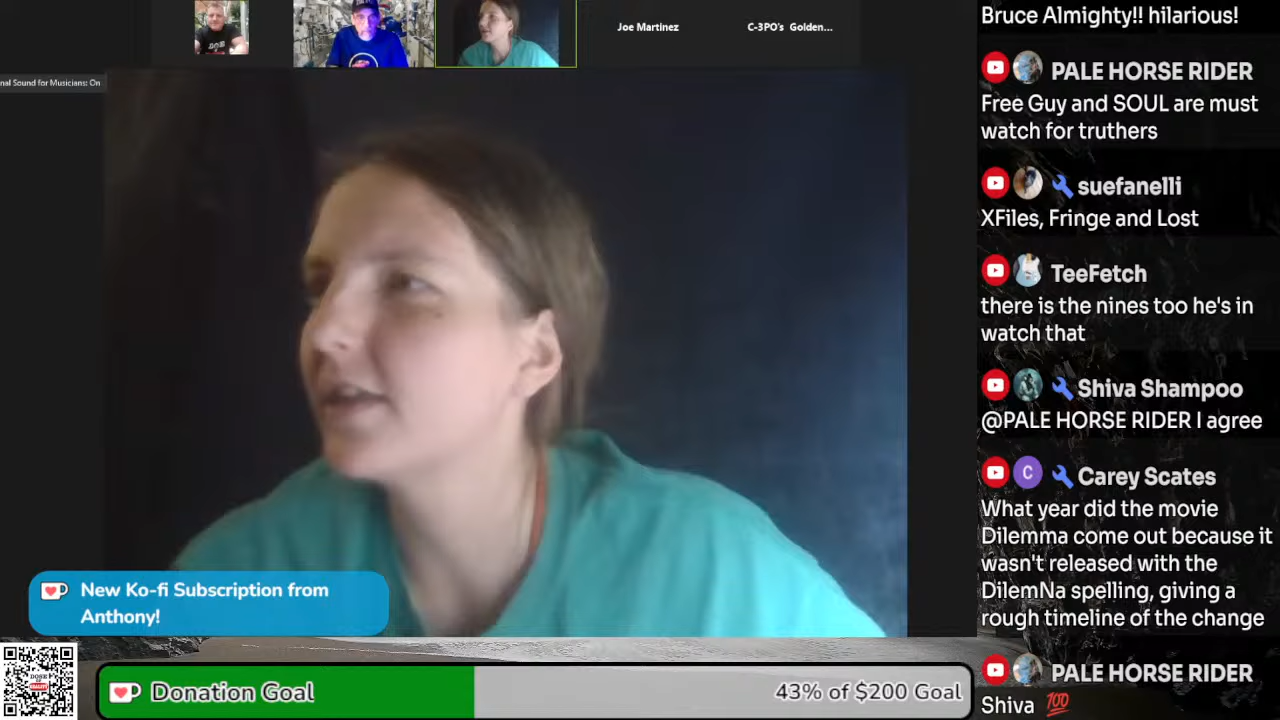 Joe Martinez
C-3PO's Golden...
nal Sound for Musicians: On
Bruce Almighty!! hilarious!
PALE HORSE RIDER
Free Guy and SOUL are must
watch for truthers
suefanelli
XFiles, Fringe and Lost
TeeFetch
there is the nines too he's in
watch that
Shiva Shampoo
@PALE HORSE RIDER I agree
C Carey Scates
What year did the movie
Dilemma come out because it
wasn't released with the
DilemNa spelling, giving a
rough timeline of the change
PALE HORSE RIDER
Shiva 💯
New Ko-fi Subscription from
Anthony!
Donation Goal
43% of $200 Goal